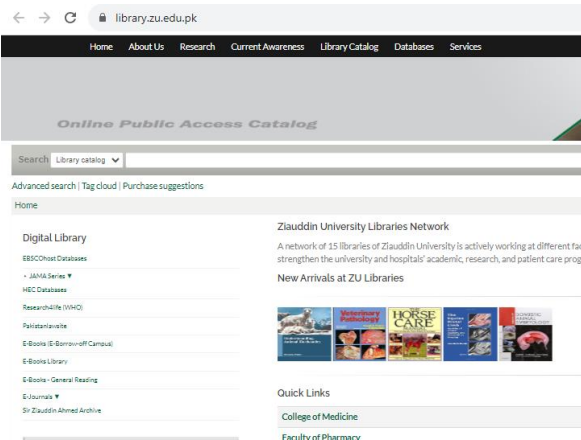 library.zu.edu.pk
Home About Us Research Current Awareness Library Catalog Databases Services
Online Public Access Catalog
Search Library catalog
Advanced search | Tag cloud | Purchase suggestions
Home
Digital Library
EBSCOhost Databases
JAMA Series ▼
HEC Databases
Research4life (WHO)
Pakistanlawsite
E-Books (E-Borrow-off Campus)
E-Books Library
E-Books - General Reading
E-Journals ▼
Sir Ziauddin Ahmed Archive
Ziauddin University Libraries Network
A network of 15 libraries of Ziauddin University is actively working at different fac
strengthen the university and hospitals' academic, research, and patient care prog
New Arrivals at ZU Libraries
Veterinary
Pathology
HORSE
CARE
Quick Links
College of Medicine
Faculty of Pharmacy